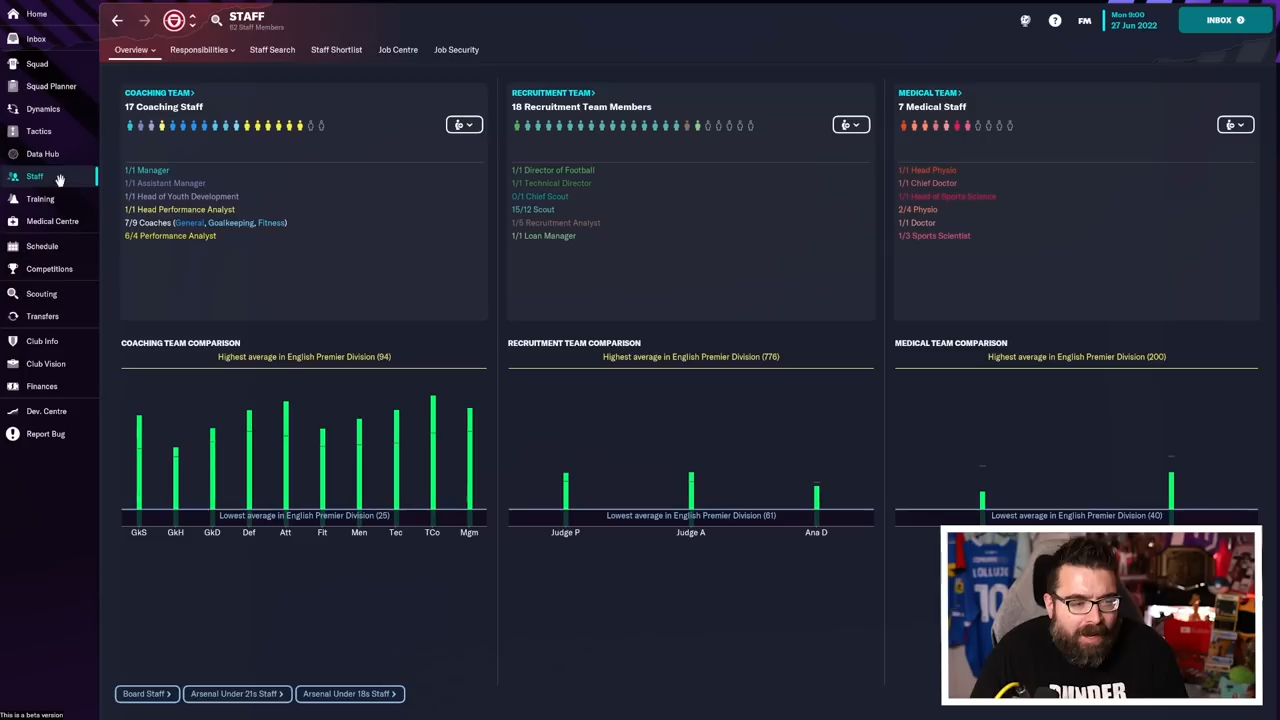 Home
Inbox
Squad
Squad Planner
Dynamics
Tactics
Data Hub
Staff
Training
Medical Centre
Schedule
Competitions
Scouting
Transfers
Club Info
Club Vision
Finances
Dev. Centre
Report Bug
STAFF
62 Staff Members
FM
Mon 9:00
27 Jun 2022
INBOX
Overview
Responsibilities
Staff Search
Staff Shortlist
Job Centre
Job Security
COACHING TEAM>
17 Coaching Staff
1/1 Manager
1/1 Assistant Manager
1/1 Head of Youth Development
1/1 Head Performance Analyst
7/9 Coaches (General, Goalkeeping, Fitness)
6/4 Performance Analyst
RECRUITMENT TEAM>
18 Recruitment Team Members
1/1 Director of Football
1/1 Technical Director
0/1 Chief Scout
15/12 Scout
1/5 Recruitment Analyst
1/1 Loan Manager
MEDICAL TEAM>
7 Medical Staff
1/1 Head Physio
1/1 Chief Doctor
1/1 Head of Sports Science
2/4 Physio
1/1 Doctor
1/3 Sports Scientist
COACHING TEAM COMPARISON
Highest average in English Premier Division (94)
Lowest average in English Premier Division (25)
GkS GkH GkD Def Att Fit Men Tec TCo Mgm
RECRUITMENT TEAM COMPARISON
Highest average in English Premier Division (776)
Lowest average in English Premier Division (61)
Judge P Judge A Ana D
MEDICAL TEAM COMPARISON
Highest average in English Premier Division (200)
Lowest average in English Premier Division (40)
10
Board Staff >
Arsenal Under 21s Staff >
Arsenal Under 18s Staff >
This is a beta version